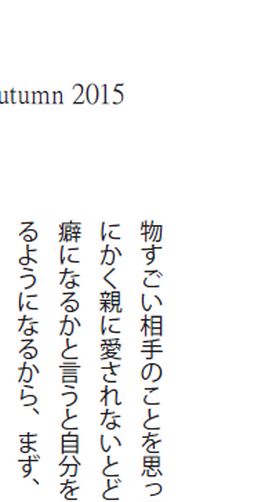 utumn 2015
物すごい相手のことを思っ
にかく親に愛されないとど
癖になるかと言うと自分を
るようになるから、まず、